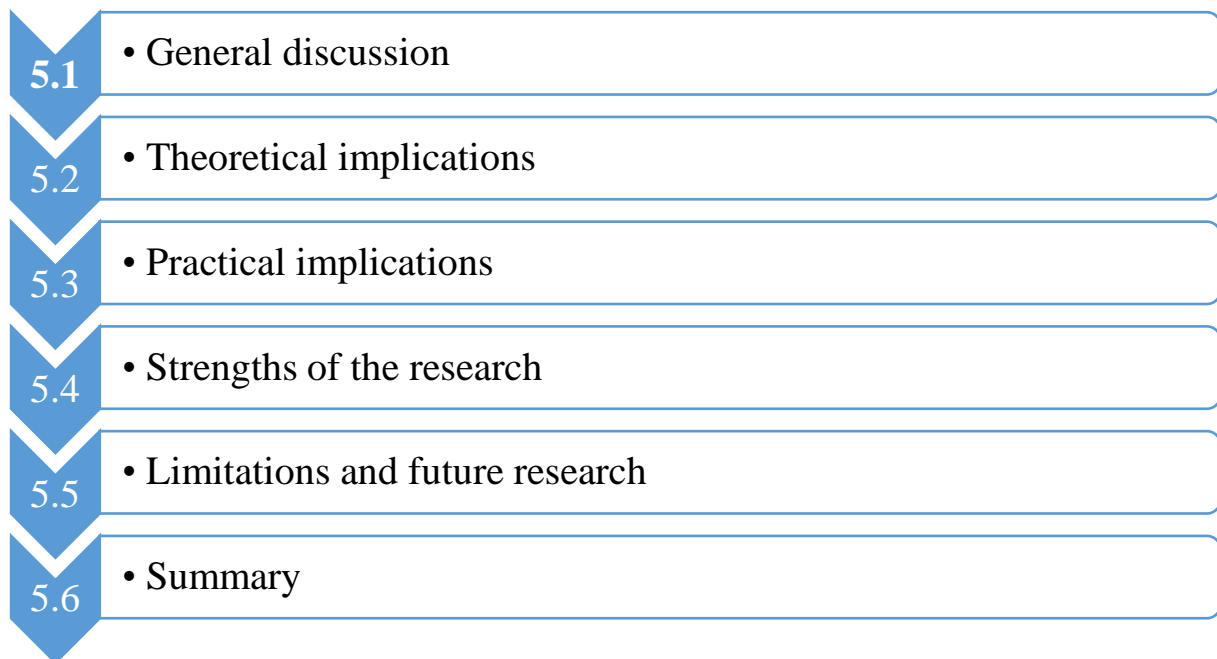 5.1
• General discussion
5.2
• Theoretical implications
5.3
• Practical implications
5.4
• Strengths of the research
5.5
• Limitations and future research
5.6
• Summary